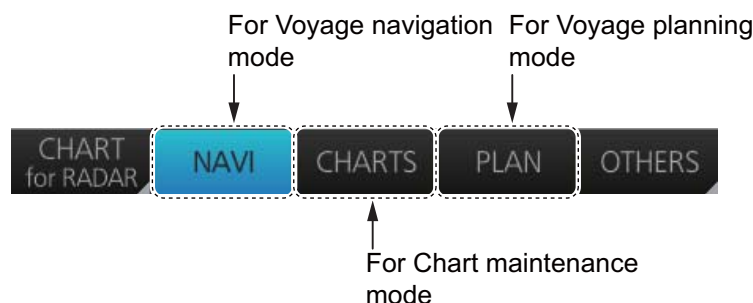 For Voyage navigation
mode
For Voyage planning
mode
CHART
for RADAR
NAVI
CHARTS
PLAN
OTHERS
For Chart maintenance
mode